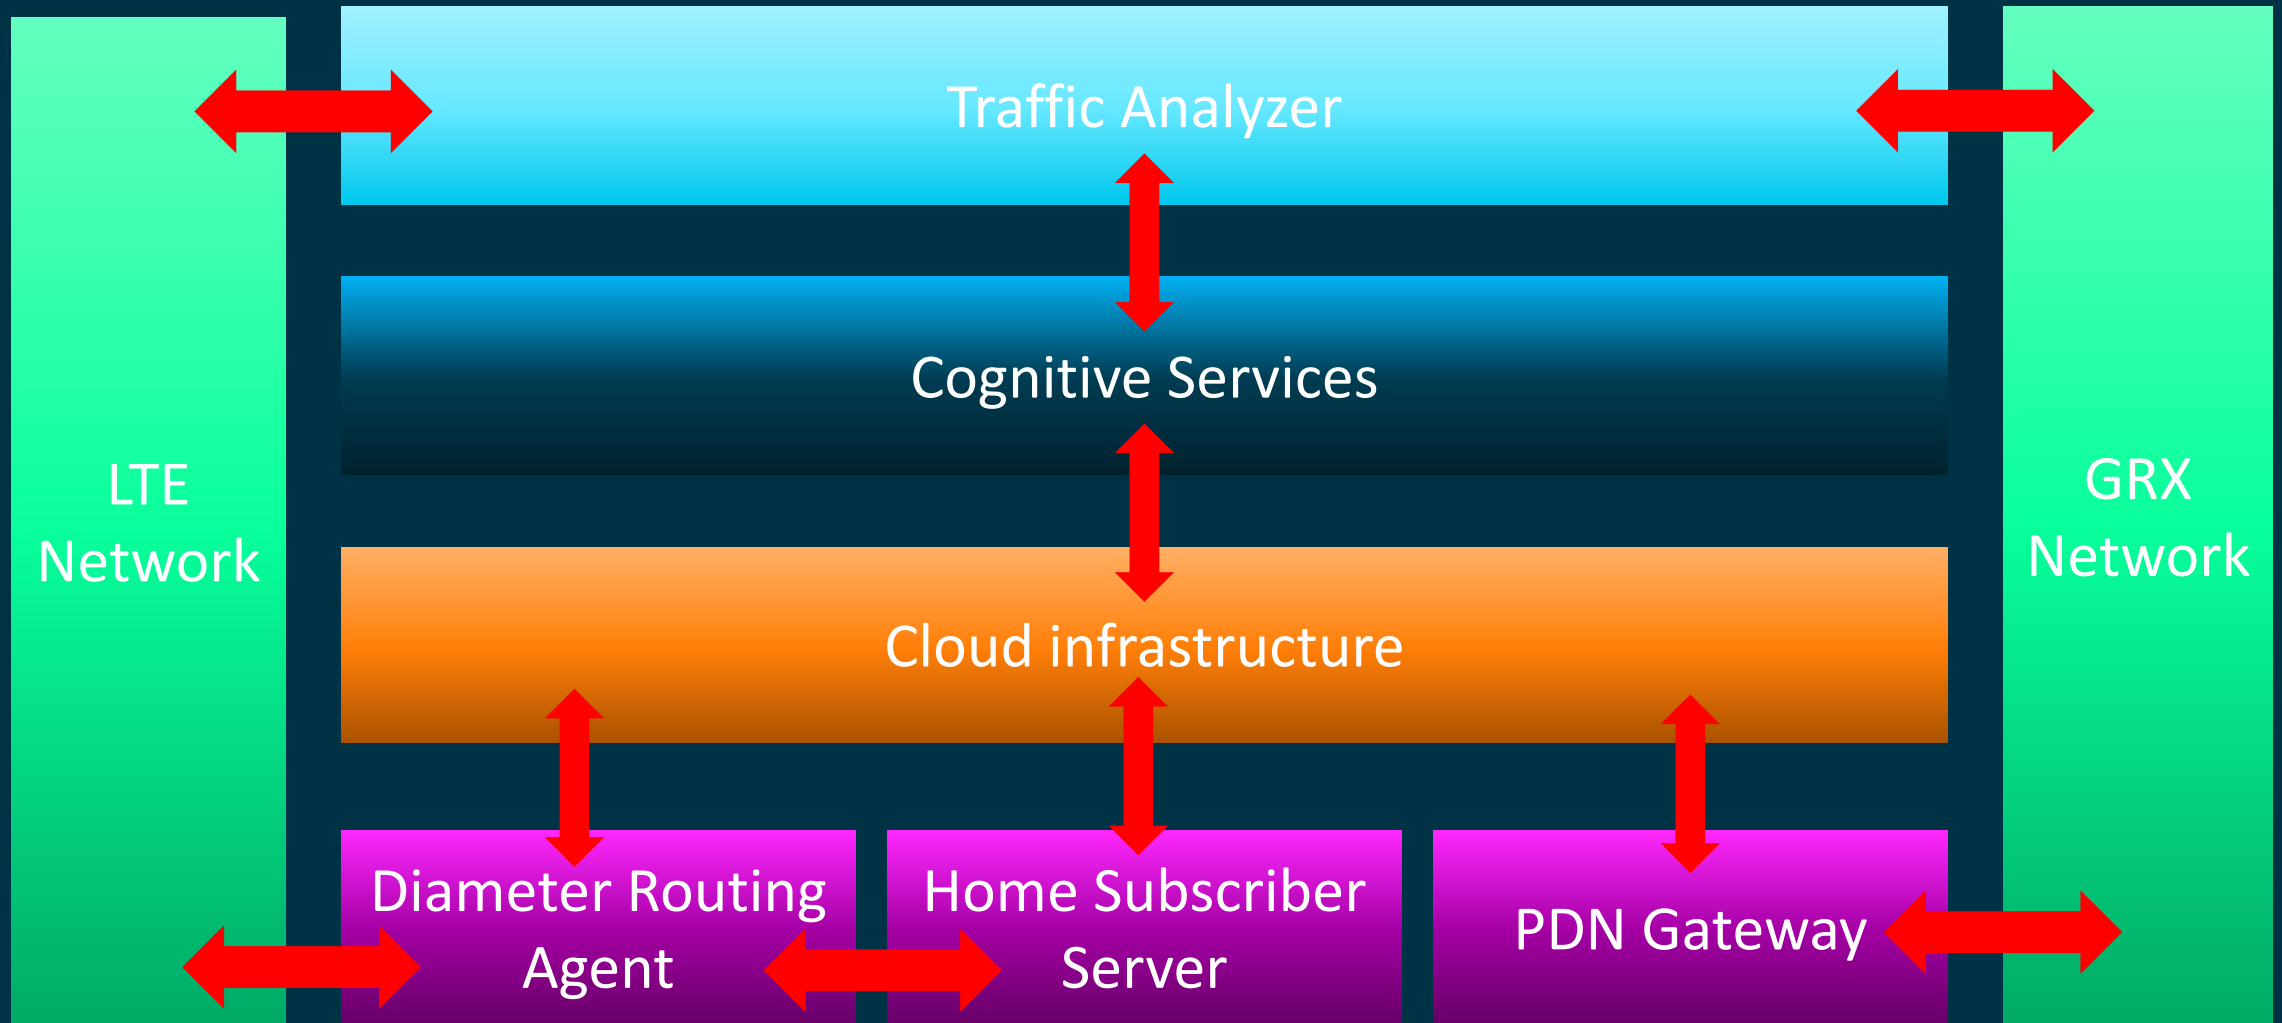 Traffic Analyzer
Cognitive Services
LTE
Network
GRX
Network
Cloud infrastructure
Diameter Routing
Agent
Home Subscriber
Server
PDN Gateway